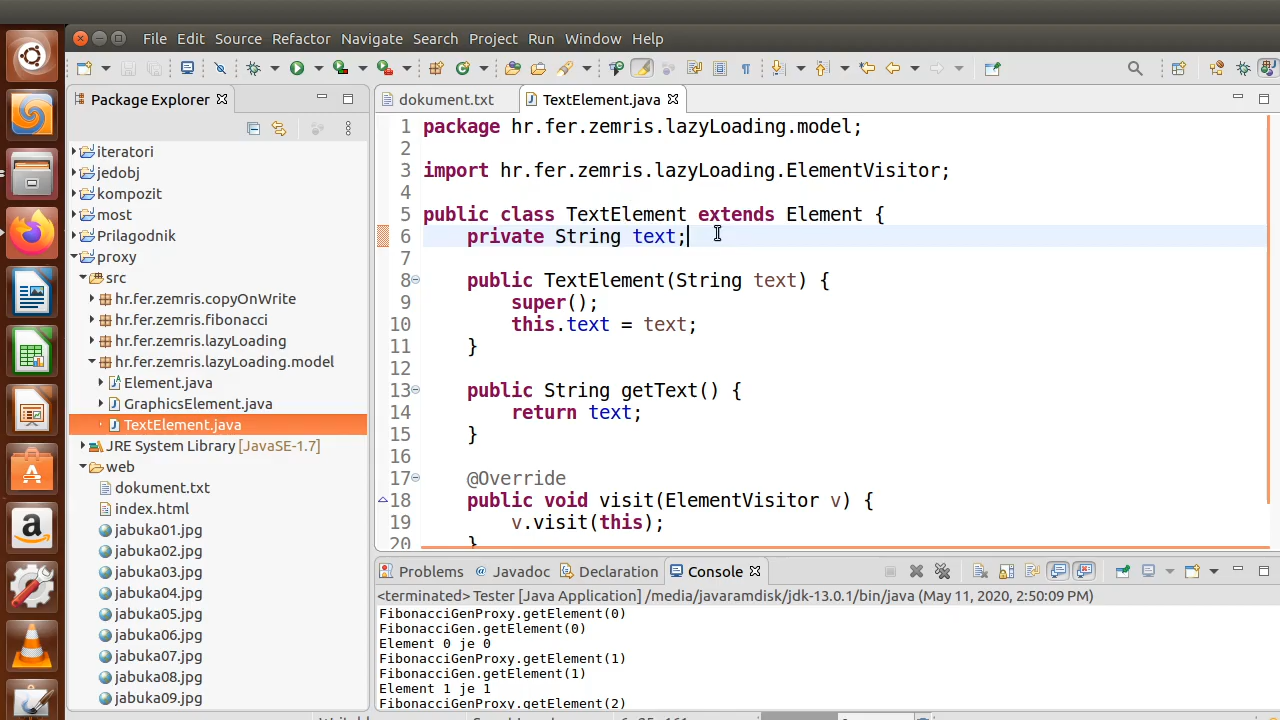 File Edit Source Refactor Navigate Search Project Run Window Help
Package Explorer
dokument.txt TextElement.java
iteratori
jedobj
kompozit
most
Prilagodnik
proxy
src
hr.fer.zemris.copyOnWrite
hr.fer.zemris.fibonacci
hr.fer.zemris.lazyLoading
hr.fer.zemris.lazyLoading.model
Element.java
GraphicsElement.java
TextElement.java
JRE System Library [JavaSE-1.7]
web
dokument.txt
index.html
jabuka01.jpg
jabuka02.jpg
jabuka03.jpg
jabuka04.jpg
jabuka05.jpg
jabuka06.jpg
jabuka07.jpg
jabuka08.jpg
jabuka09.jpg
1 package hr.fer.zemris.lazyLoading.model;
2
3 import hr.fer.zemris.lazyLoading.ElementVisitor;
4
5 public class TextElement extends Element {
6 private String text;
7
8 public TextElement(String text) {
9 super();
10 this.text = text;
11 }
12
13 public String getText() {
14 return text;
15 }
16
17 @Override
18 public void visit(ElementVisitor v) {
19 v.visit(this);
20 }
Problems @ Javadoc Declaration Console
<terminated> Tester [Java Application] /media/javaramdisk/jdk-13.0.1/bin/java (May 11, 2020, 2:50:09 PM)
FibonacciGenProxy.getElement(0)
FibonacciGen.getElement(0)
Element 0 je 0
FibonacciGenProxy.getElement(1)
FibonacciGen.getElement(1)
Element 1 je 1
FibonacciGenProxy.getElement(2)